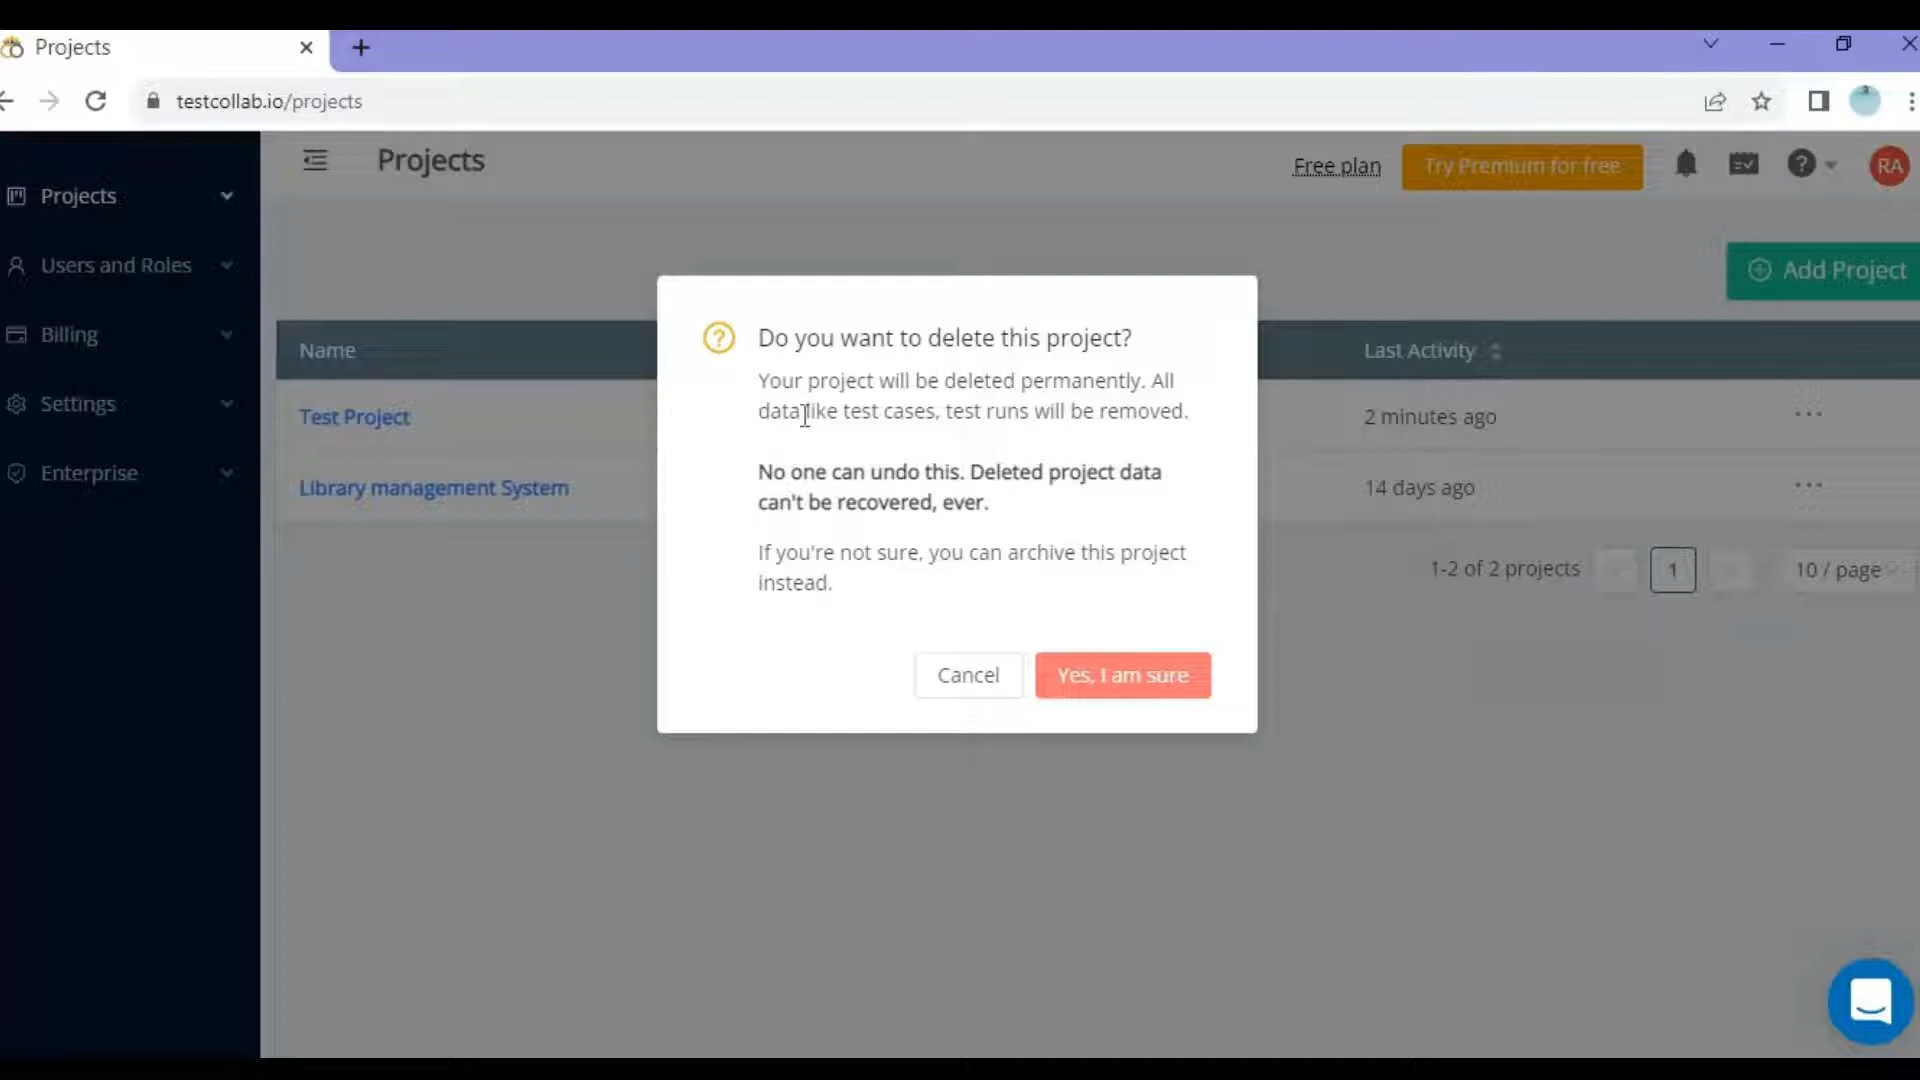 Projects
testcollab.io/projects
Projects
Free plan
Try Premium for free
RA
Projects
Users and Roles
Billing
Settings
Enterprise
Add Project
Name
Last Activity
Test Project
2 minutes ago
Library management System
14 days ago
1-2 of 2 projects
1
10 / page
Do you want to delete this project?
Your project will be deleted permanently. All
data like test cases, test runs will be removed.
No one can undo this. Deleted project data
can't be recovered, ever.
If you're not sure, you can archive this project
instead.
Cancel
Yes, I am sure